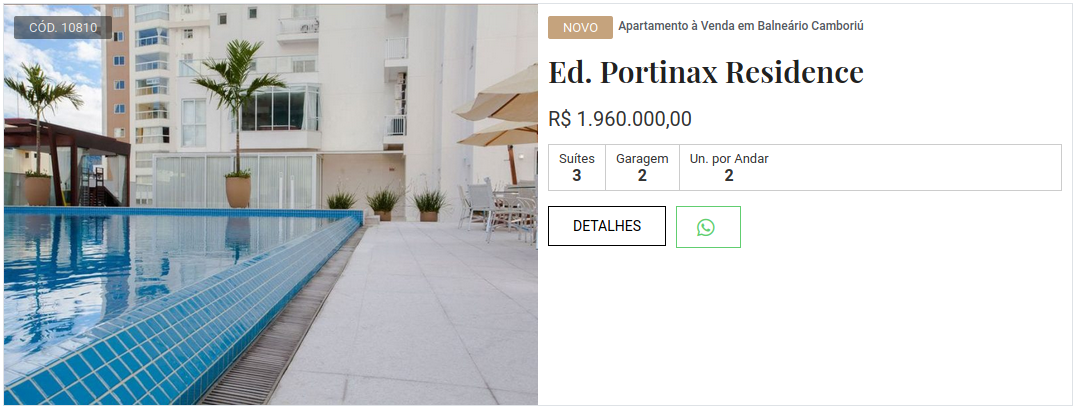 CÓD. 10810
NOVO Apartamento à Venda em Balneário Camboriú
Ed. Portinax Residence
R$ 1.960.000,00
Suítes Garagem Un. por Andar
3 2 2
DETALHES